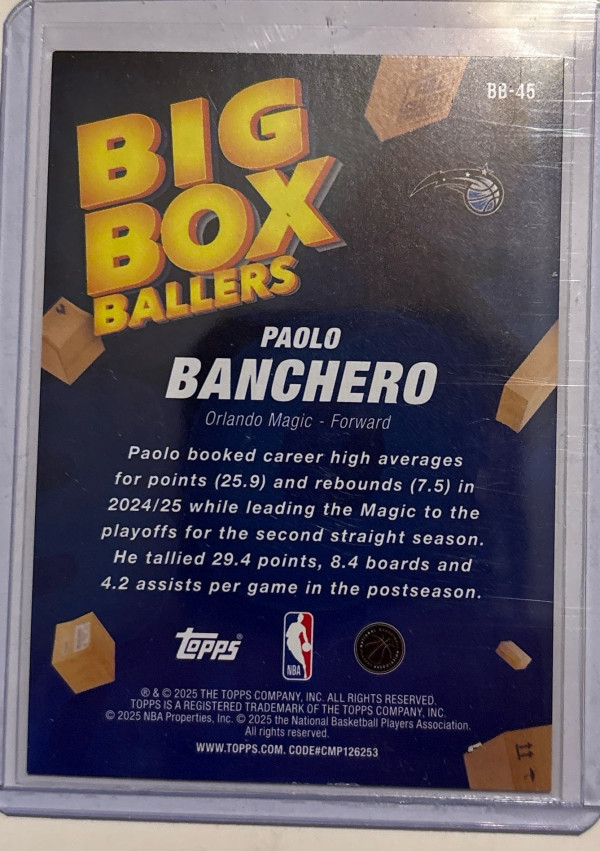 BB-45
BIG
BOX
BALLERS
PAOLO
BANCHERO
Orlando Magic - Forward
Paolo booked career high averages
for points (25.9) and rebounds (7.5) in
2024/25 while leading the Magic to the
playoffs for the second straight season.
He tallied 29.4 points, 8.4 boards and
4.2 assists per game in the postseason.
topps®
NBA
® & © 2025 THE TOPPS COMPANY, INC. ALL RIGHTS RESERVED.
TOPPS IS A REGISTERED TRADEMARK OF THE TOPPS COMPANY, INC.
© 2025 NBA Properties, Inc. © 2025 the National Basketball Players Association.
All rights reserved.
WWW.TOPPS.COM. CODE#CMP126253